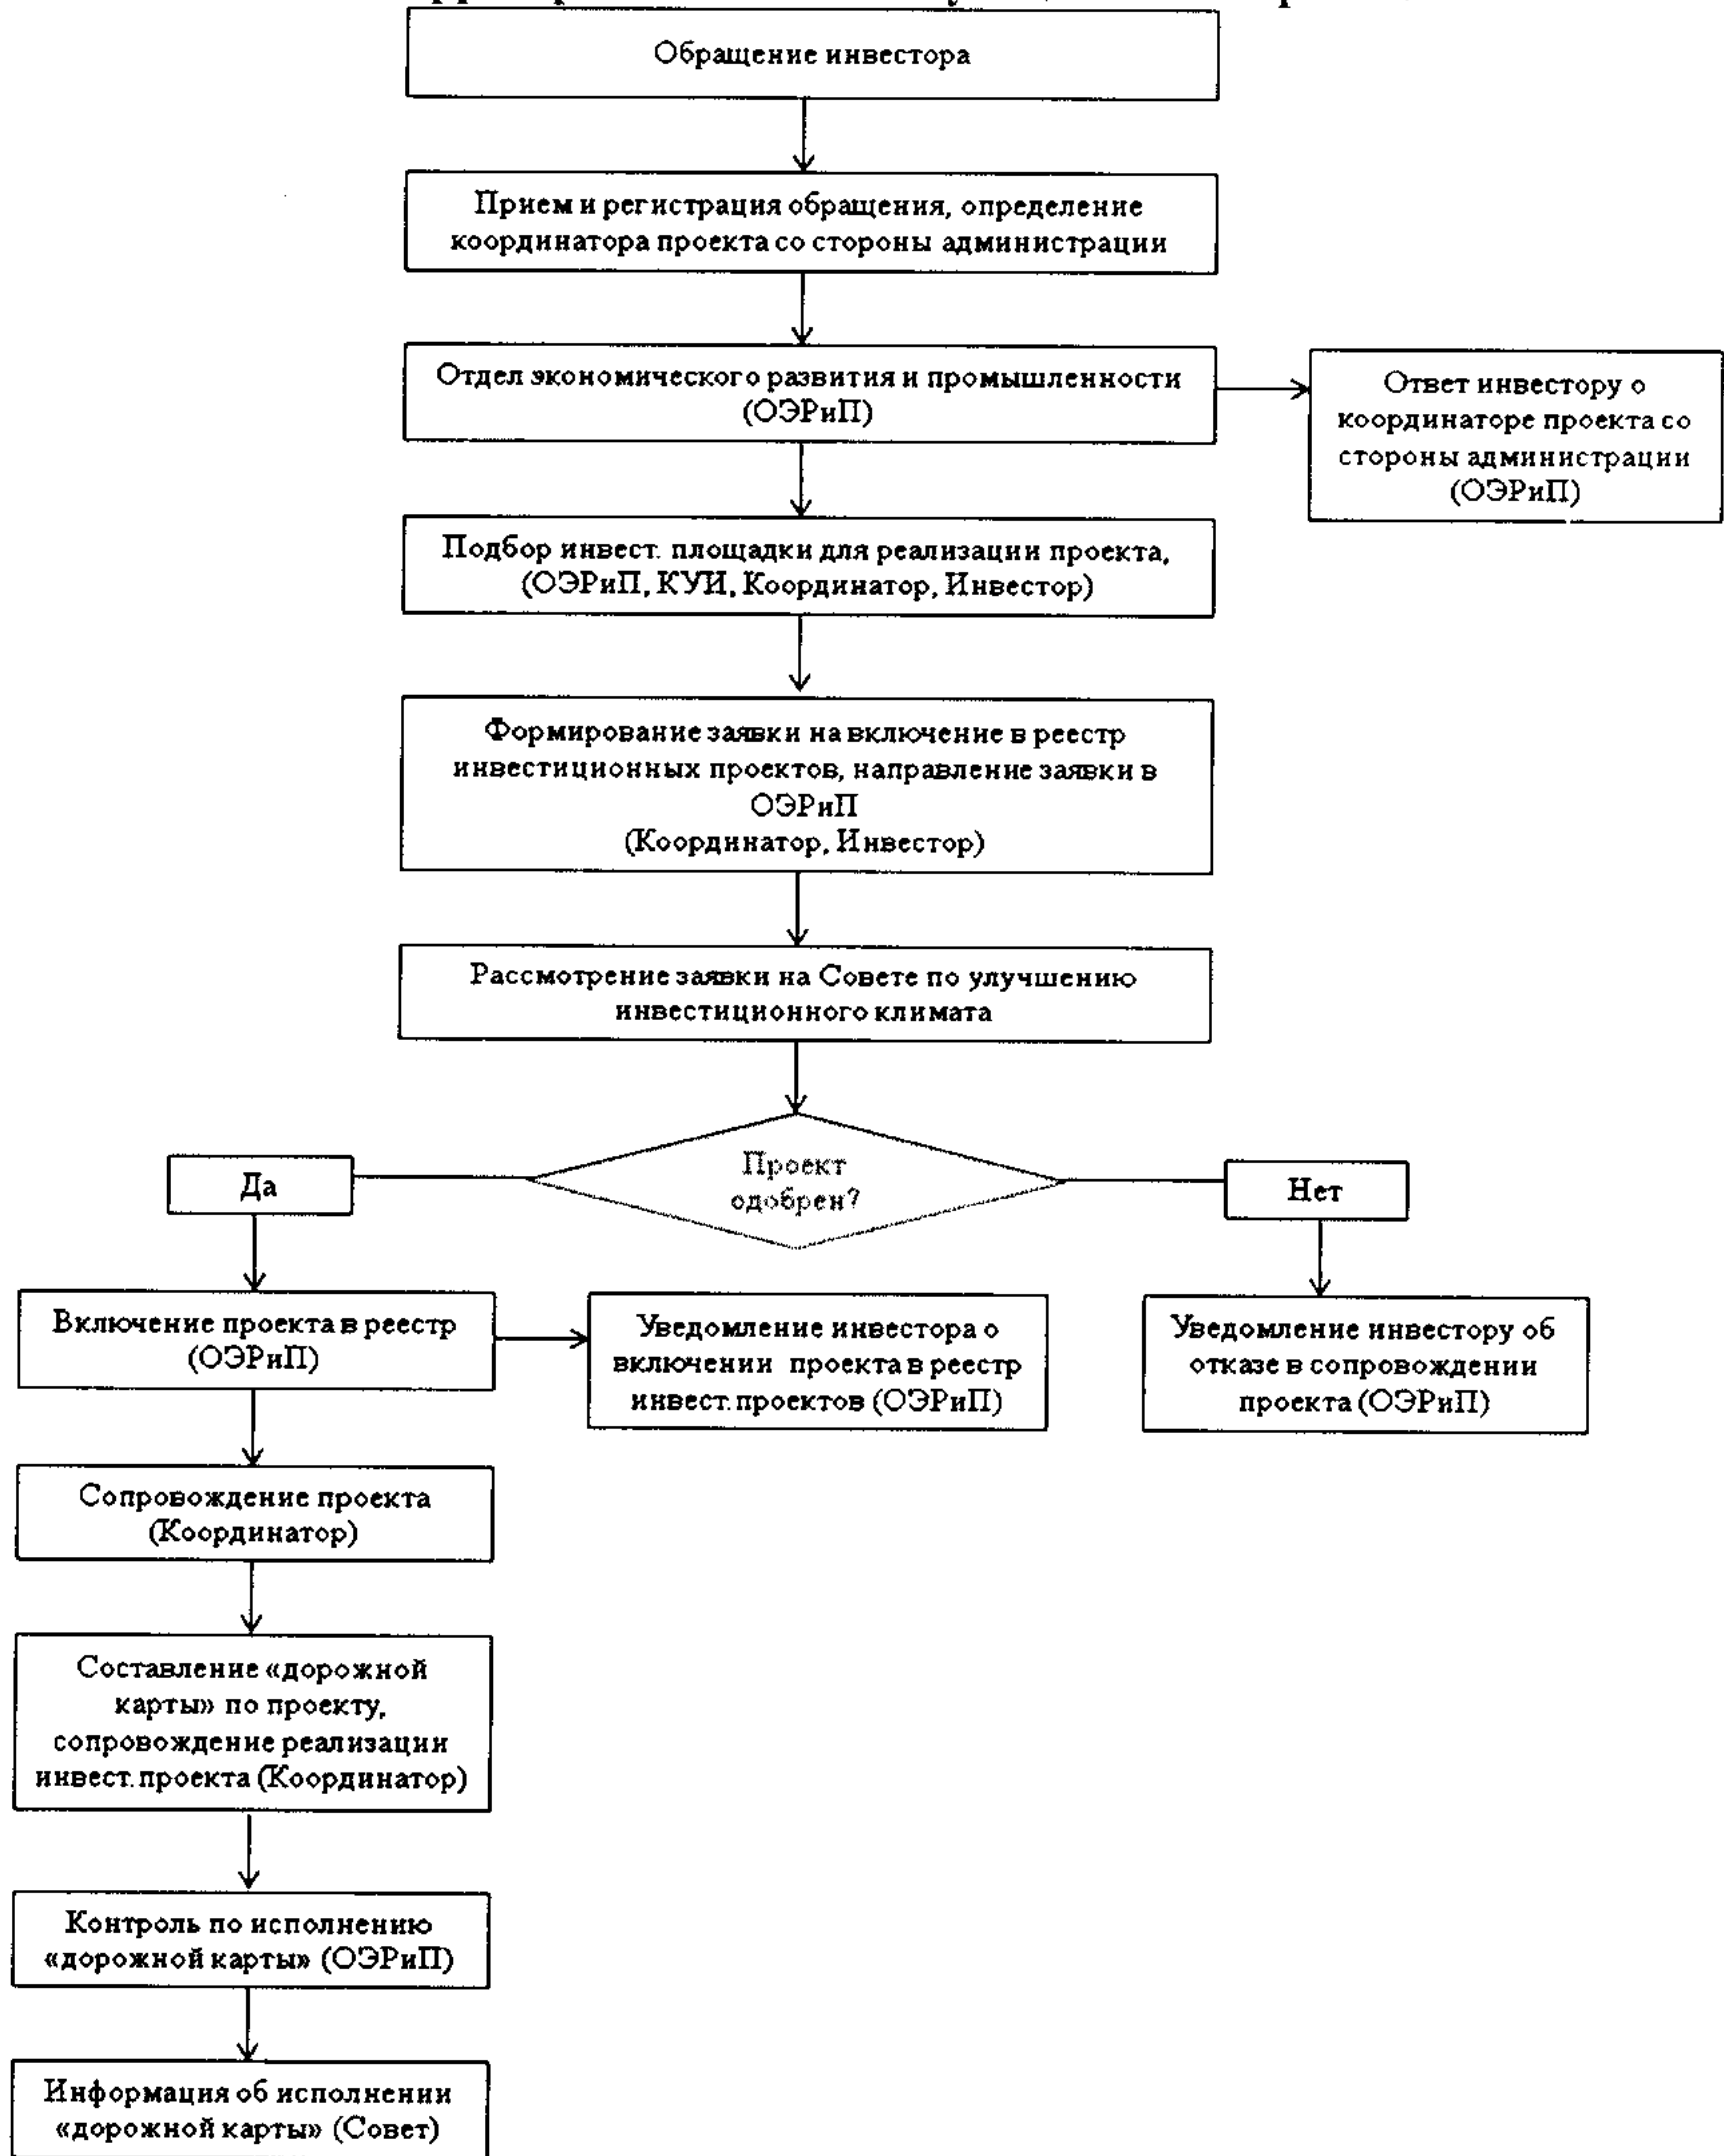 Обращение инвестора
Прием и регистрация обращения, определение
координатора проекта со стороны администрации
Отдел экономического развития и промышленности
(ОЭРиП)
Ответ инвестору о
координаторе проекта со
стороны администрации
(ОЭРиП)
Подбор инвест. площадки для реализации проекта,
(ОЭРиП, КУИ, Координатор, Инвестор)
Формирование заявки на включение в реестр
инвестиционных проектов, направление заявки в
ОЭРиП
(Координатор, Инвестор)
Рассмотрение заявки на Совете по улучшению
инвестиционного климата
Проект
одобрен?
Да
Нет
Включение проекта в реестр
(ОЭРиП)
Уведомление инвестора о
включении проекта в реестр
инвест.проектов (ОЭРиП)
Уведомление инвестору об
отказе в сопровождении
проекта (ОЭРиП)
Сопровождение проекта
(Координатор)
Составление «дорожной
карты» по проекту,
сопровождение реализации
инвест.проекта (Координатор)
Контроль по исполнению
«дорожной карты» (ОЭРиП)
Информация об исполнении
«дорожной карты» (Совет)